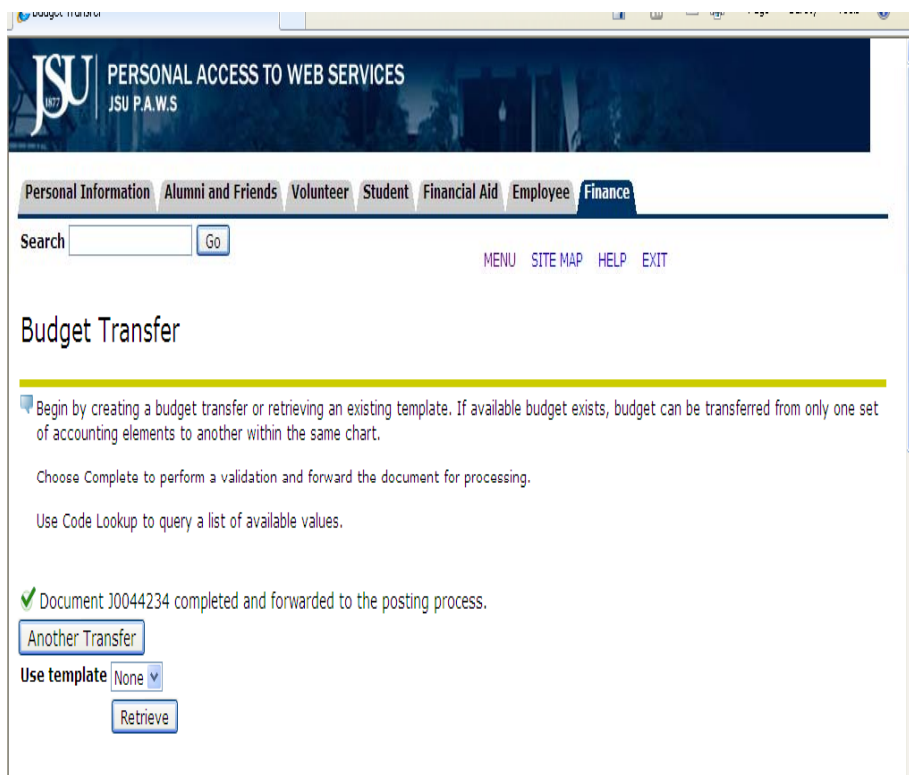 Budget Transfer
JSU
1877
PERSONAL ACCESS TO WEB SERVICES
JSU P.A.W.S
Personal Information Alumni and Friends Volunteer Student Financial Aid Employee Finance
Search Go
MENU SITE MAP HELP EXIT
Budget Transfer
Begin by creating a budget transfer or retrieving an existing template. If available budget exists, budget can be transferred from only one set
of accounting elements to another within the same chart.
Choose Complete to perform a validation and forward the document for processing.
Use Code Lookup to query a list of available values.
Document J0044234 completed and forwarded to the posting process.
Another Transfer
Use template None
Retrieve